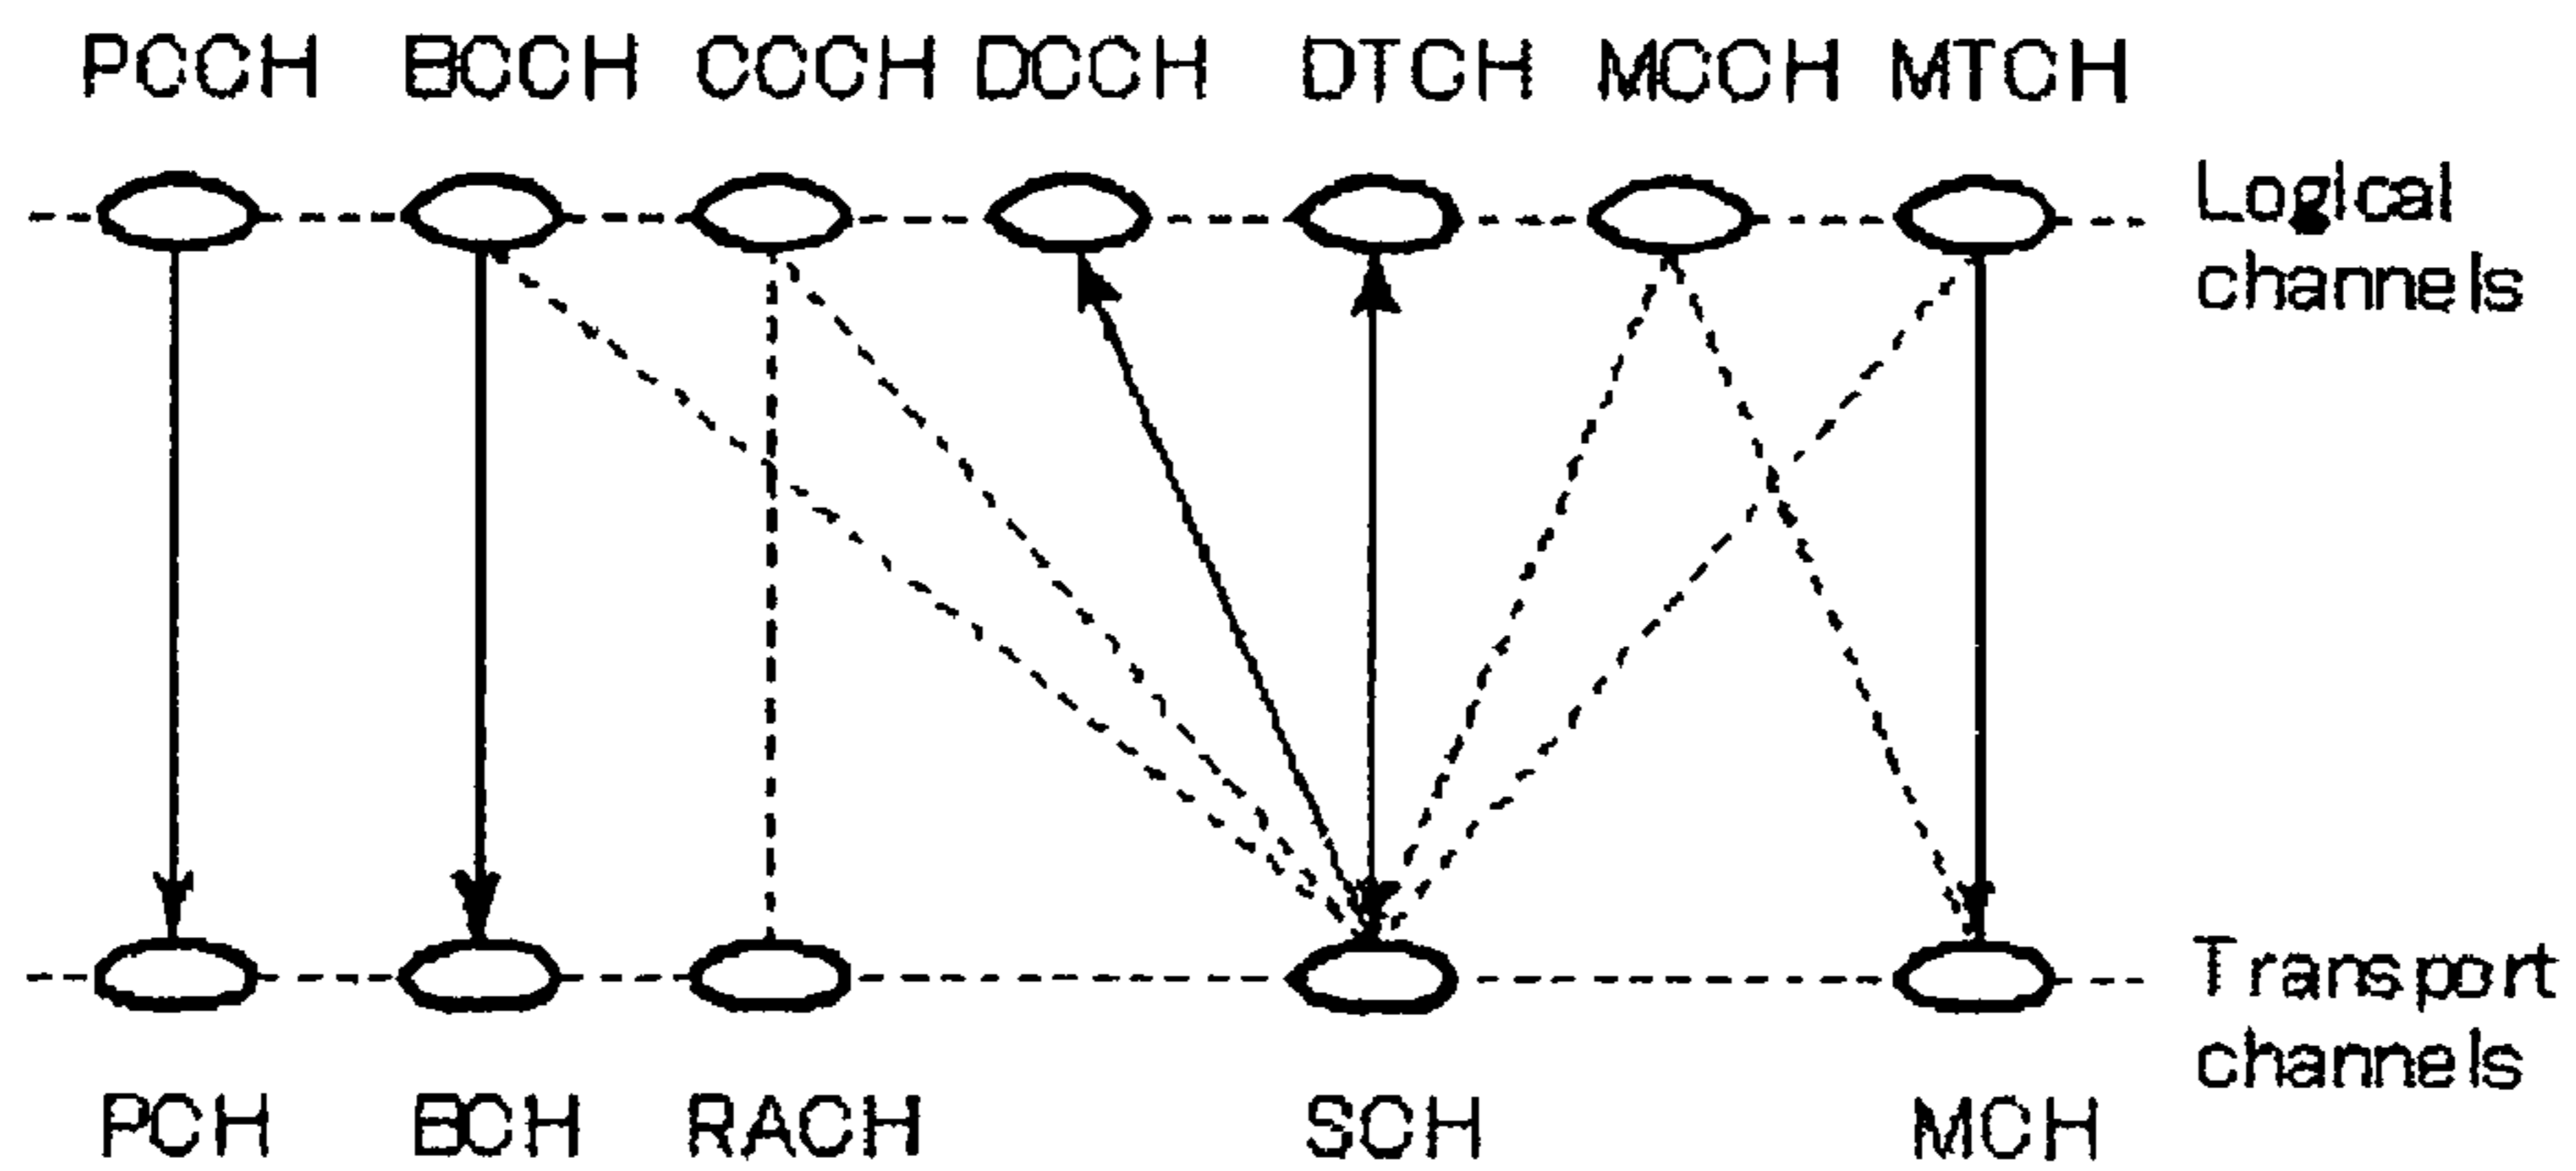 PCCH BCCH CCCH DCCH DTCH MCCH MTCH
Logical
channels
Transport
channels
PCH BCH RACH SCH MCH